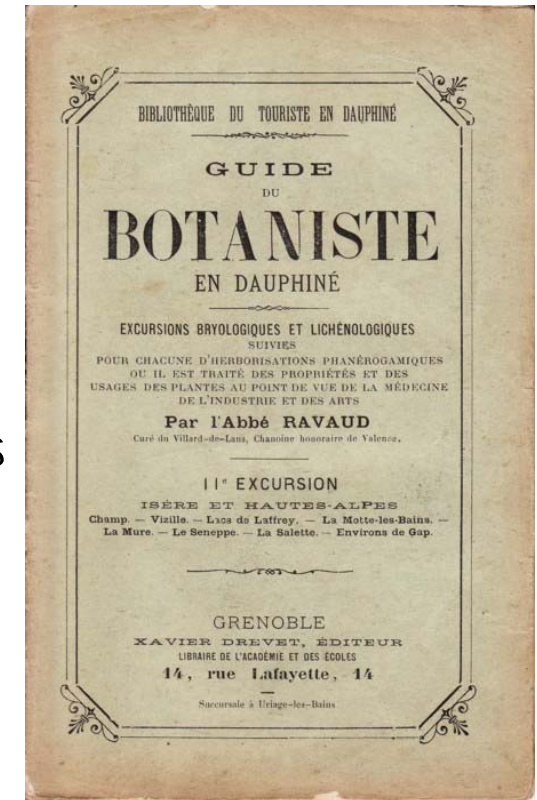 BIBLIOTHÈQUE DU TOURISTE EN DAUPHINÉ
GUIDE
DU
BOTANISTE
EN DAUPHINÉ
EXCURSIONS BRYOLOGIQUES ET LICHÉNOLOGIQUES
SUIVIES
POUR CHACUNE D'HERBORISATIONS PHANÉROGAMIQUES
OU IL EST TRAITÉ DES PROPRIÉTÉS ET DES
USAGES DES PLANTES AU POINT DE VUE DE LA MÉDECINE
DE L'INDUSTRIE ET DES ARTS
Par l'Abbé RAVAUD
Curé du Villard-de-Lans, Chanoine honoraire de Valence.
11e EXCURSION
ISÈRE ET HAUTES-ALPES
Champ. — Vizille. — Lacs de Laffrey. — La Motte-les-Bains. —
La Mure. — Le Seneppe. — La Salette. — Environs de Gap.
GRENOBLE
XAVIER DREVET, ÉDITEUR
LIBRAIRE DE L'ACADÉMIE ET DES ÉCOLES
14, rue Lafayette, 14
Succursale à Uriage-les-Bains
s